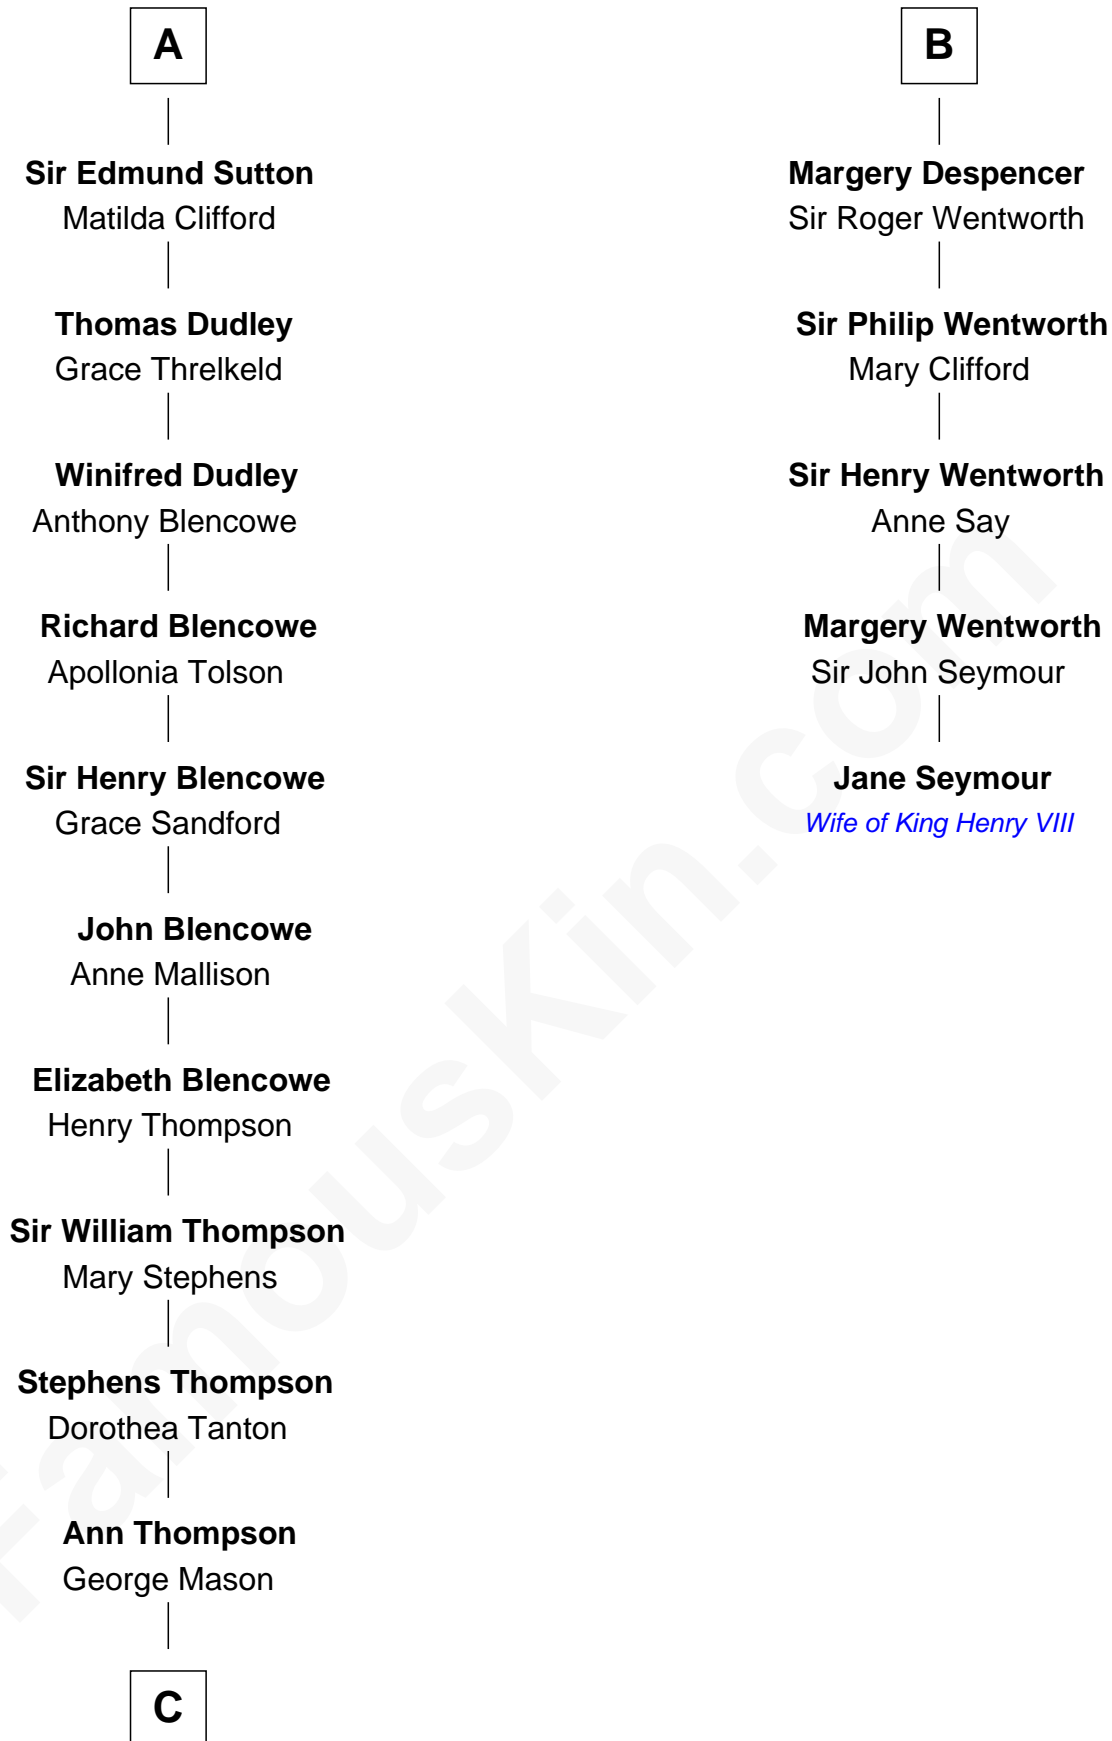 A
Sir Edmund Sutton
Matilda Clifford
Thomas Dudley
Grace Threlkeld
Winifred Dudley
Anthony Blencowe
Richard Blencowe
Apollonia Tolson
Sir Henry Blencowe
Grace Sandford
John Blencowe
Anne Mallison
Elizabeth Blencowe
Henry Thompson
Sir William Thompson
Mary Stephens
Stephens Thompson
Dorothea Tanton
Ann Thompson
George Mason
C
B
Margery Despencer
Sir Roger Wentworth
Sir Philip Wentworth
Mary Clifford
Sir Henry Wentworth
Anne Say
Margery Wentworth
Sir John Seymour
Jane Seymour
Wife of King Henry VIII
FamousKin.com